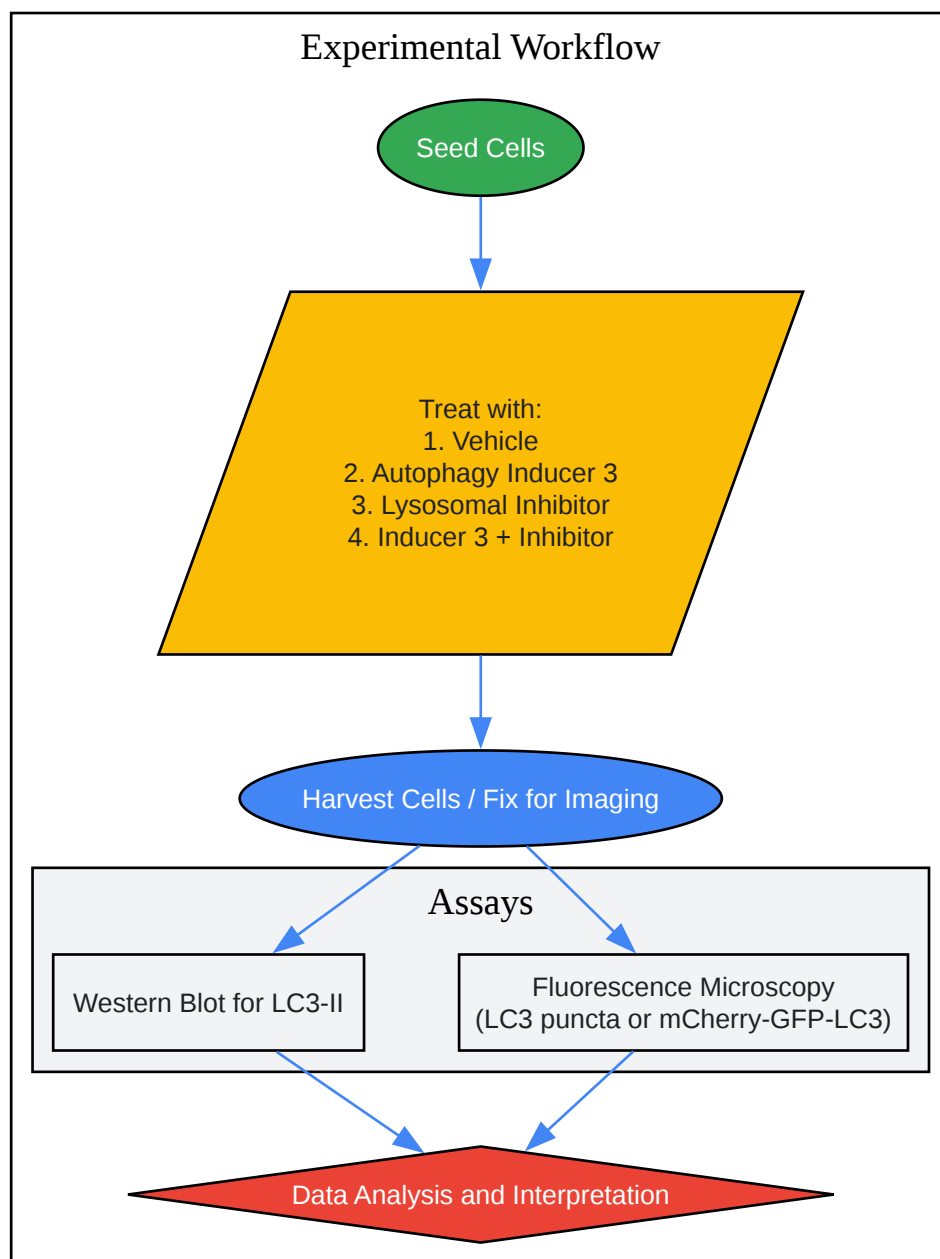 Experimental Workflow
Seed Cells
Treat with:
1. Vehicle
2. Autophagy Inducer 3
3. Lysosomal Inhibitor
4. Inducer 3 + Inhibitor
Harvest Cells / Fix for Imaging
Assays
Western Blot for LC3-II
Fluorescence Microscopy
(LC3 puncta or mCherry-GFP-LC3)
Data Analysis and Interpretation